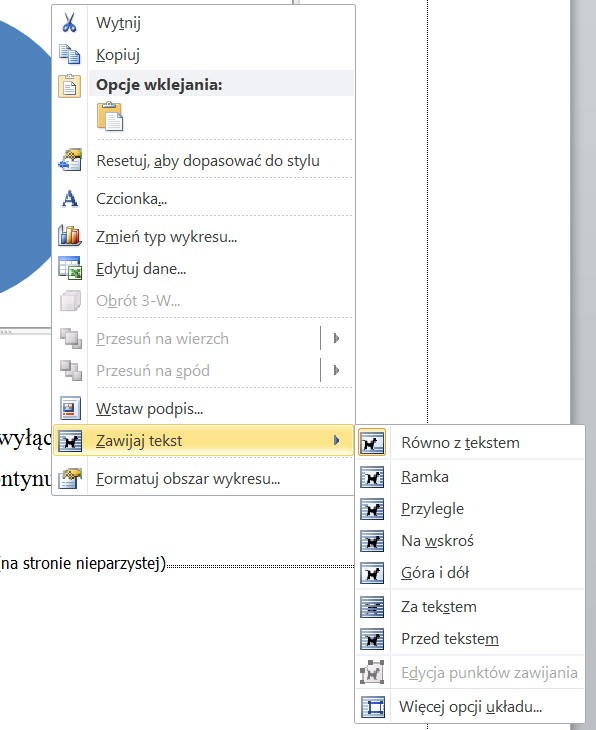 Wytnij
Kopiuj
Opcje wklejania:
Resetuj, aby dopasować do stylu
Czcionka...
Zmień typ wykresu...
Edytuj dane...
Obrót 3-W...
Przesuń na wierzch
Przesuń na spód
Wstaw podpis...
Zawijaj tekst
Formatuj obszar wykresu...
Równo z tekstem
Ramka
Przylegle
Na wskroś
Góra i dół
Za tekstem
Przed tekstem
Edycja punktów zawijania
Więcej opcji układu...
wyłąc
ontynu
(na stronie nieparzystej)